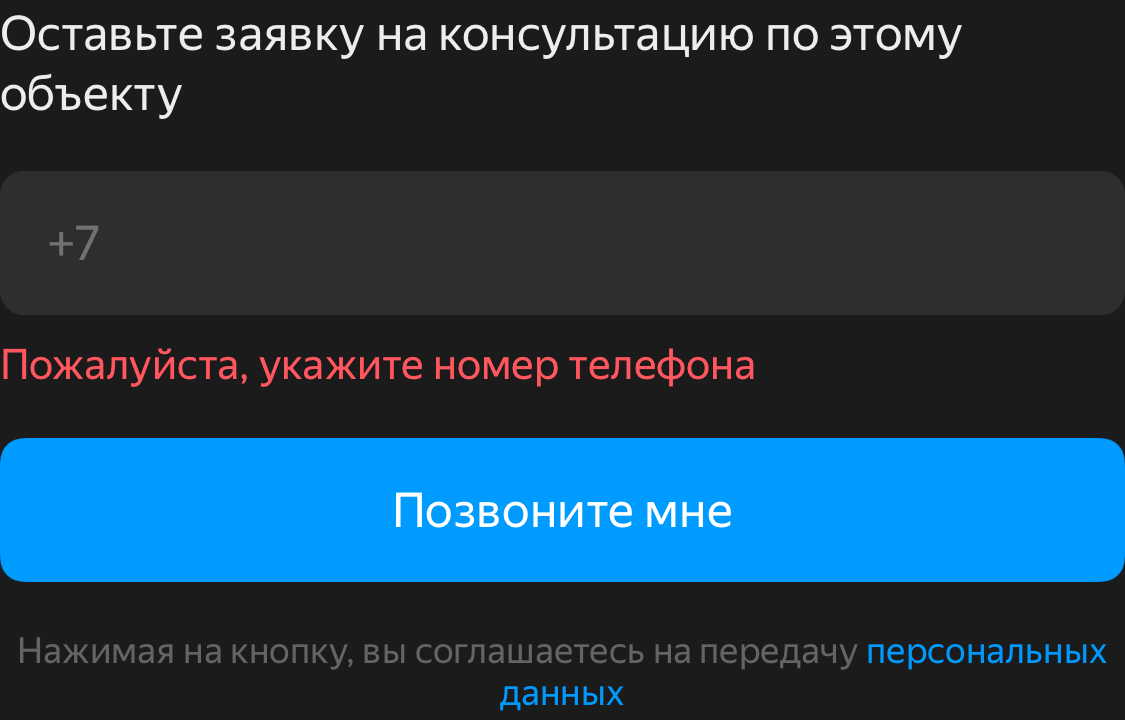 Оставьте заявку на консультацию по этому
объекту
+7
Пожалуйста, укажите номер телефона
Позвоните мне
Нажимая на кнопку, вы соглашаетесь на передачу персональных
данных